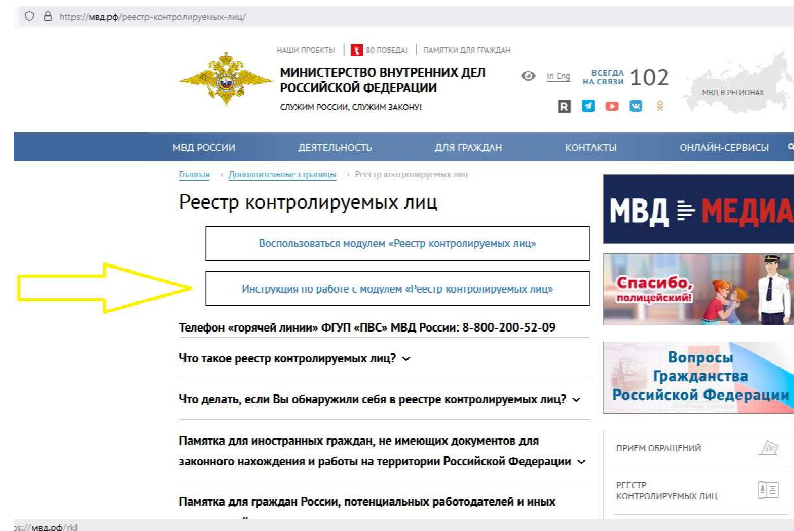 https://мвд.рф/реестр-контролируемых-лиц/
НАШИ ПРОЕКТЫ
80 ПОБЕДА!
ПАМЯТКИ ДЛЯ ГРАЖДАН
МИНИСТЕРСТВО ВНУТРЕННИХ ДЕЛ
РОССИЙСКОЙ ФЕДЕРАЦИИ
СЛУЖИМ РОССИИ, СЛУЖИМ ЗАКОНУ!
In Eng
ВСЕГДА
НА СВЯЗИ 102
МВД В РЕГИОНАХ
МВД РОССИИ ДЕЯТЕЛЬНОСТЬ ДЛЯ ГРАЖДАН КОНТАКТЫ ОНЛАЙН-СЕРВИСЫ
Главная → Дополнительные страницы → Реестр контролируемых лиц
Реестр контролируемых лиц
Воспользоваться модулем «Реестр контролируемых лиц»
Инструкция по работе с модулем «Реестр контролируемых лиц»
Телефон «горячей линии» ФГУП «ПВС» МВД России: 8-800-200-52-09
Что такое реестр контролируемых лиц?
Что делать, если Вы обнаружили себя в реестре контролируемых лиц?
Памятка для иностранных граждан, не имеющих документов для
законного нахождения и работы на территории Российской Федерации
Памятка для граждан России, потенциальных работодателей и иных
МВД МЕДИА
Спасибо,
полицейский!
Вопросы
Гражданства
Российской Федерации
ПРИЕМ ОБРАЩЕНИЙ
РЕЕСТР
КОНТРОЛИРУЕМЫХ ЛИЦ
ps://мвд.рф/rkl